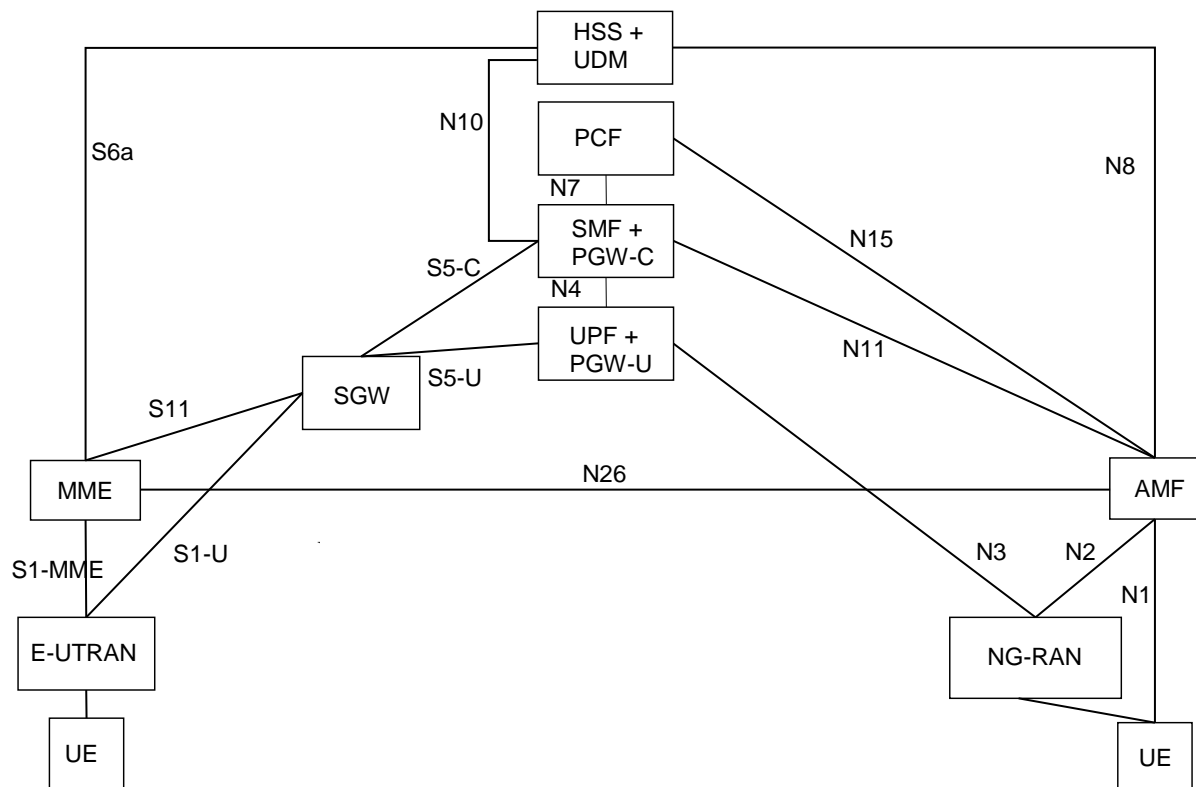 HSS +
UDM
N10
PCF
S6a
N8
N7
SMF +
PGW-C
N15
S5-C
N4
UPF +
PGW-U
N11
S5-U
SGW
S11
N26
MME
AMF
S1-U
N3
N2
S1-MME
N1
E-UTRAN
NG-RAN
UE
UE